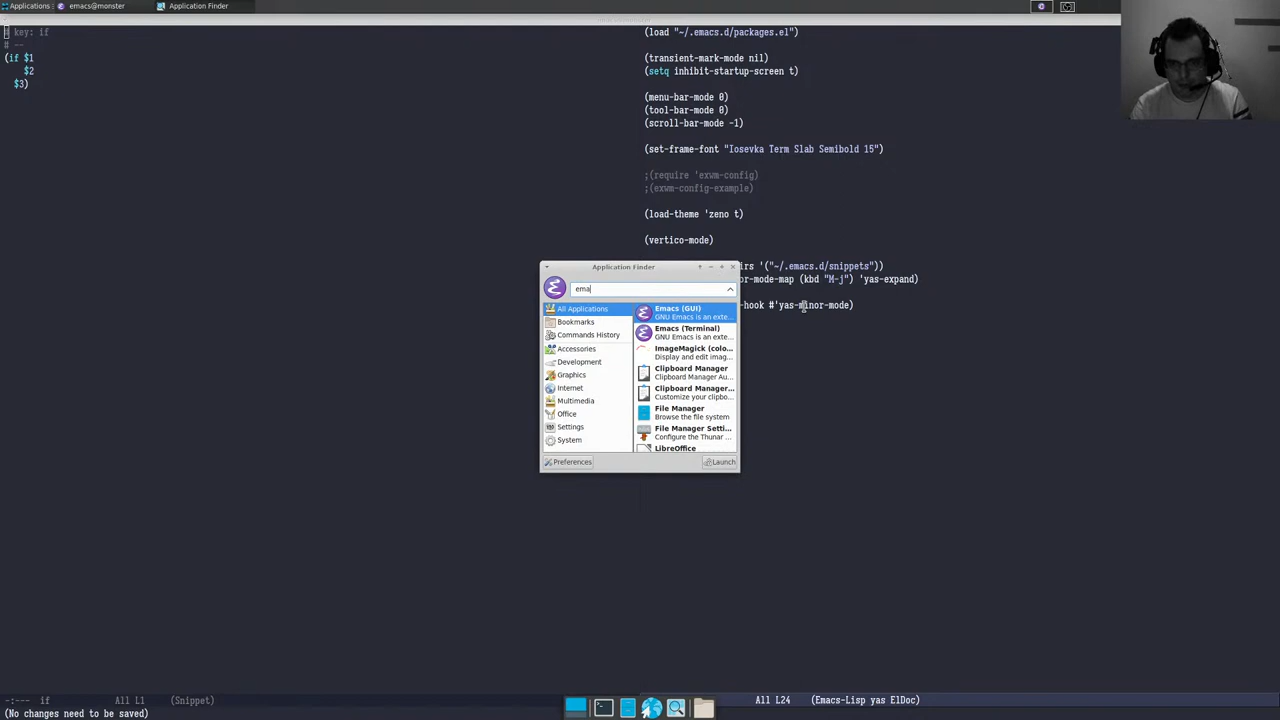 Applications
emacs@monster
Application Finder
# key: if
# --
(if $1
$2
$3)
(load "~/.emacs.d/packages.el")
(transient-mark-mode nil)
(setq inhibit-startup-screen t)
(menu-bar-mode 0)
(tool-bar-mode 0)
(scroll-bar-mode -1)
(set-frame-font "Iosevka Term Slab Semibold 15")
;(require 'exwm-config)
;(exwm-config-example)
(load-theme 'zeno t)
(vertico-mode)
irs '("~/.emacs.d/snippets"))
or-mode-map (kbd "M-j") 'yas-expand)
-hook #'yas-minor-mode)
Application Finder
ema
All Applications
Bookmarks
Commands History
Accessories
Development
Graphics
Internet
Multimedia
Office
Settings
System
Emacs (GUI)
GNU Emacs is an exte...
Emacs (Terminal)
GNU Emacs is an exte...
ImageMagick (colo...
Display and edit imag...
Clipboard Manager
Clipboard Manager Au...
Clipboard Manager...
Customize your clipbo...
File Manager
Browse the file system
File Manager Setti...
Configure the Thunar ...
LibreOffice
Preferences
Launch
-:--- if All L1 (Snippet)
All L24 (Emacs-Lisp yas ElDoc)
(No changes need to be saved)